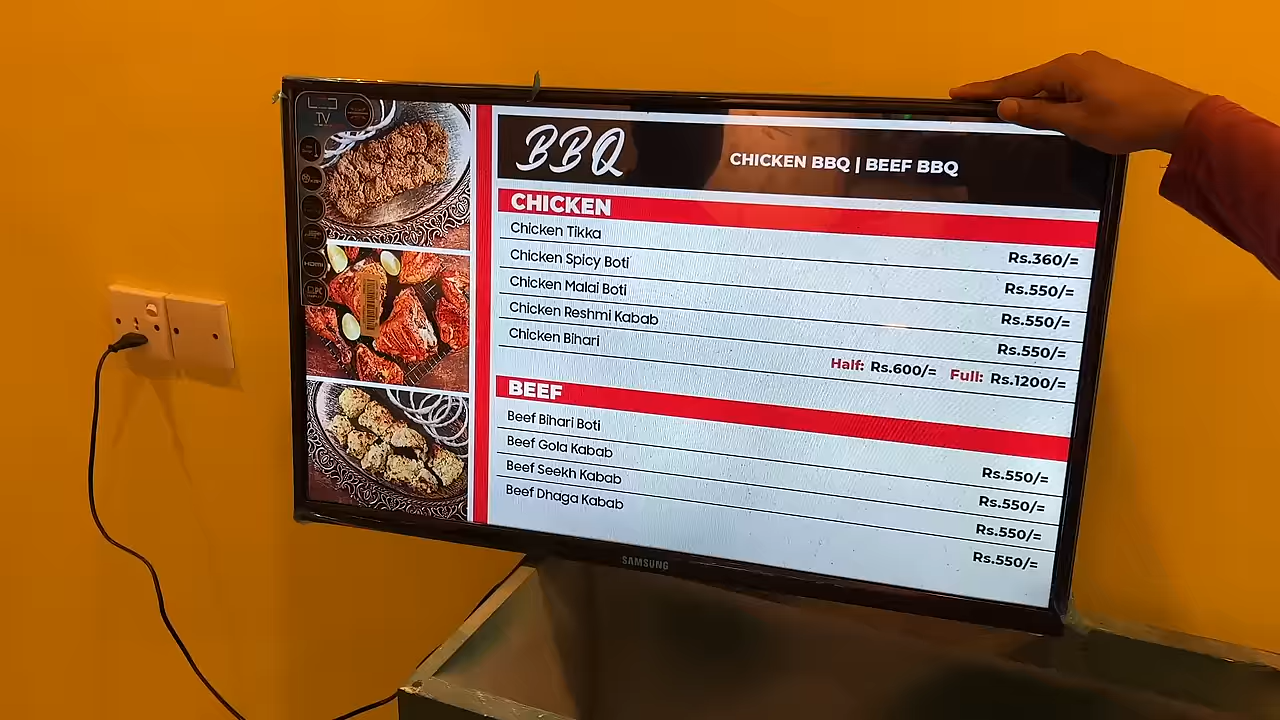 TV
HDMI
BBQ
CHICKEN BBQ | BEEF BBQ
CHICKEN
Chicken Tikka Rs.360/=
Chicken Spicy Boti Rs.550/=
Chicken Malai Boti Rs.550/=
Chicken Reshmi Kabab Rs.550/=
Chicken Bihari Half: Rs.600/= Full: Rs.1200/=
BEEF
Beef Bihari Boti Rs.550/=
Beef Gola Kabab Rs.550/=
Beef Seekh Kabab Rs.550/=
Beef Dhaga Kabab Rs.550/=
SAMSUNG